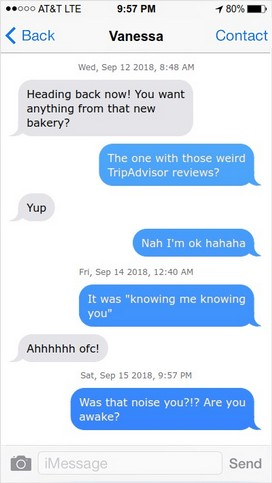 AT&T LTE 9:57 PM 80%
Back Vanessa Contact
Wed, Sep 12 2018, 8:48 AM
Heading back now! You want
anything from that new
bakery?
The one with those weird
TripAdvisor reviews?
Yup
Nah I'm ok hahaha
Fri, Sep 14 2018, 12:40 AM
It was "knowing me knowing
you"
Ahhhhhh ofc!
Sat, Sep 15 2018, 9:57 PM
Was that noise you?!? Are you
awake?
iMessage Send